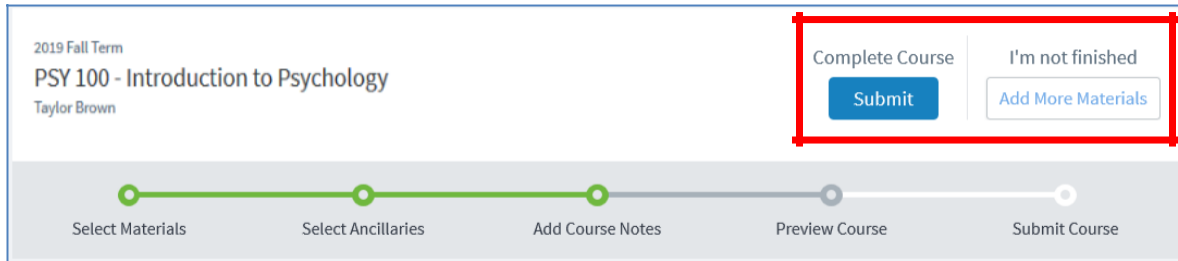 2019 Fall Term
PSY 100 - Introduction to Psychology
Taylor Brown
Complete Course
Submit
I'm not finished
Add More Materials
Select Materials
Select Ancillaries
Add Course Notes
Preview Course
Submit Course